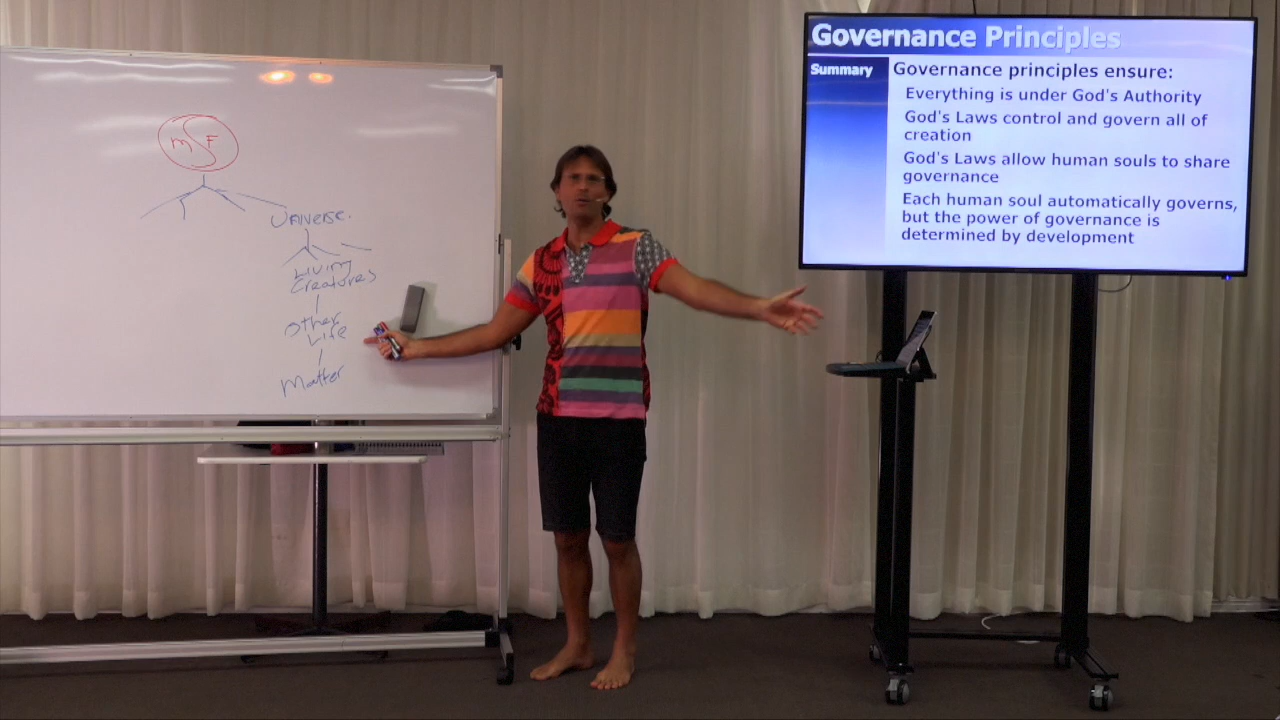 m S F
Universe.
Living
Creatures
Other
Life
Matter
Governance Principles
Summary
Governance principles ensure:
Everything is under God's Authority
God's Laws control and govern all of
creation
God's Laws allow human souls to share
governance
Each human soul automatically governs,
but the power of governance is
determined by development